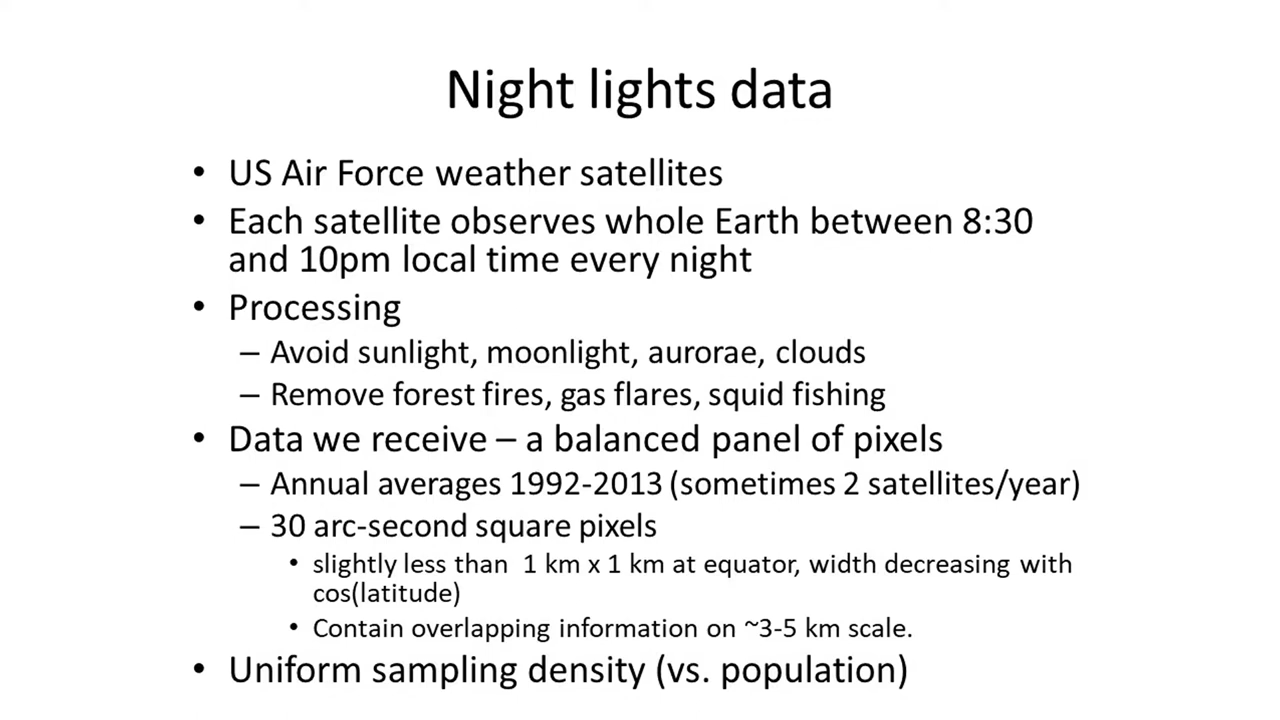 Night lights data
• US Air Force weather satellites
• Each satellite observes whole Earth between 8:30
and 10pm local time every night
• Processing
– Avoid sunlight, moonlight, aurorae, clouds
– Remove forest fires, gas flares, squid fishing
• Data we receive – a balanced panel of pixels
– Annual averages 1992-2013 (sometimes 2 satellites/year)
– 30 arc-second square pixels
• slightly less than  1 km x 1 km at equator, width decreasing with
cos(latitude)
• Contain overlapping information on ~3-5 km scale.
• Uniform sampling density (vs. population)